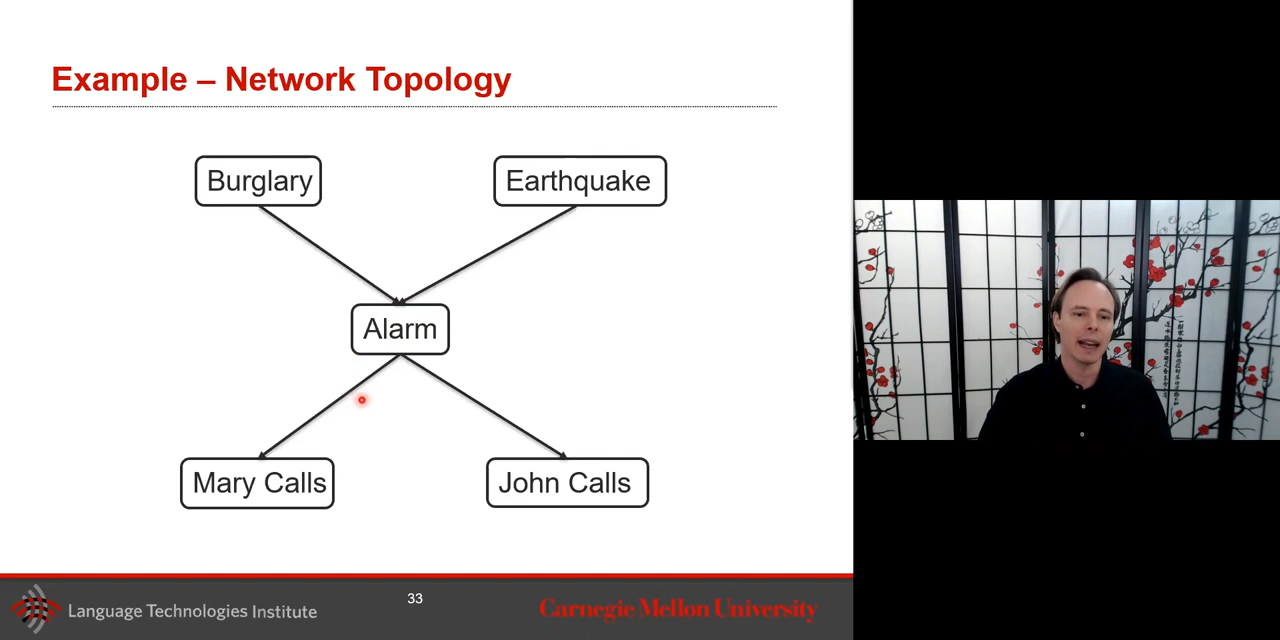 Example – Network Topology
Burglary
Earthquake
Alarm
Mary Calls
John Calls
Language Technologies Institute
33
Carnegie Mellon University